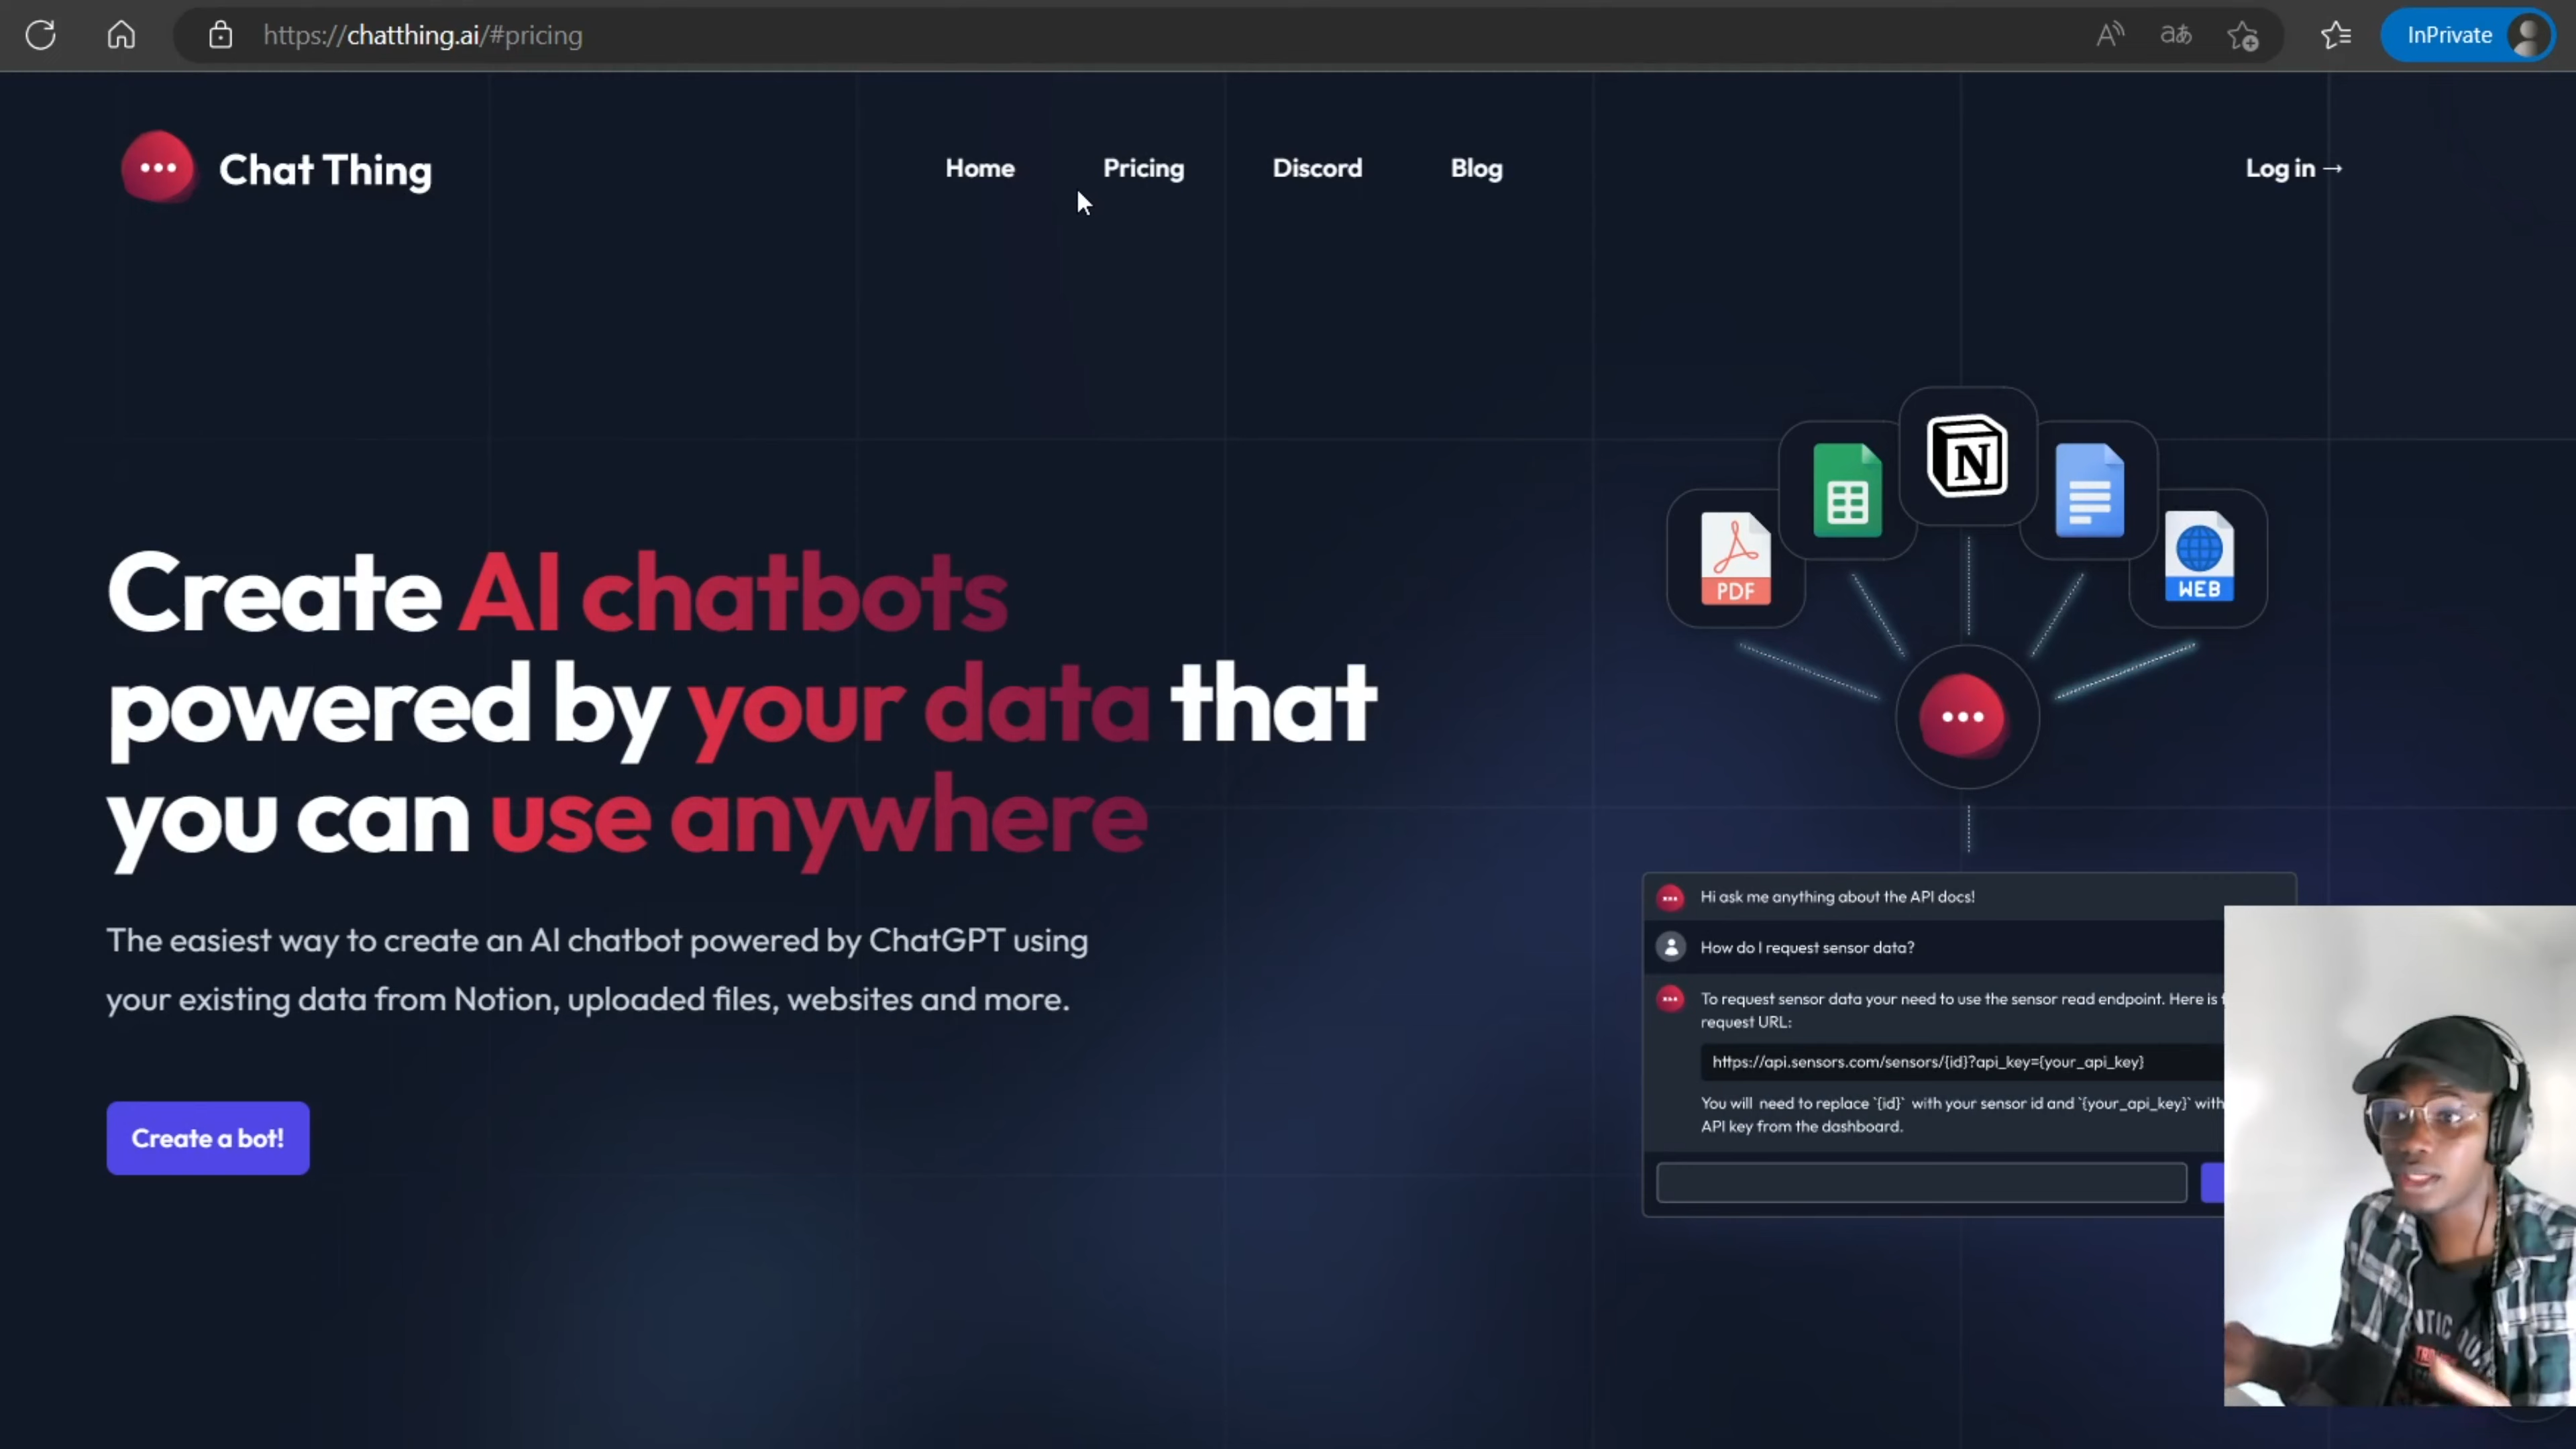 https://chatthing.ai/#pricing
InPrivate
Chat Thing
Home
Pricing
Discord
Blog
Log in →
Create AI chatbots
powered by your data that
you can use anywhere
The easiest way to create an AI chatbot powered by ChatGPT using
your existing data from Notion, uploaded files, websites and more.
Create a bot!
N
PDF
WEB
Hi ask me anything about the API docs!
How do I request sensor data?
To request sensor data your need to use the sensor read endpoint. Here is
request URL:
https://api.sensors.com/sensors/{id}?api_key={your_api_key}
You will need to replace `{id}` with your sensor id and `{your_api_key}` with
API key from the dashboard.